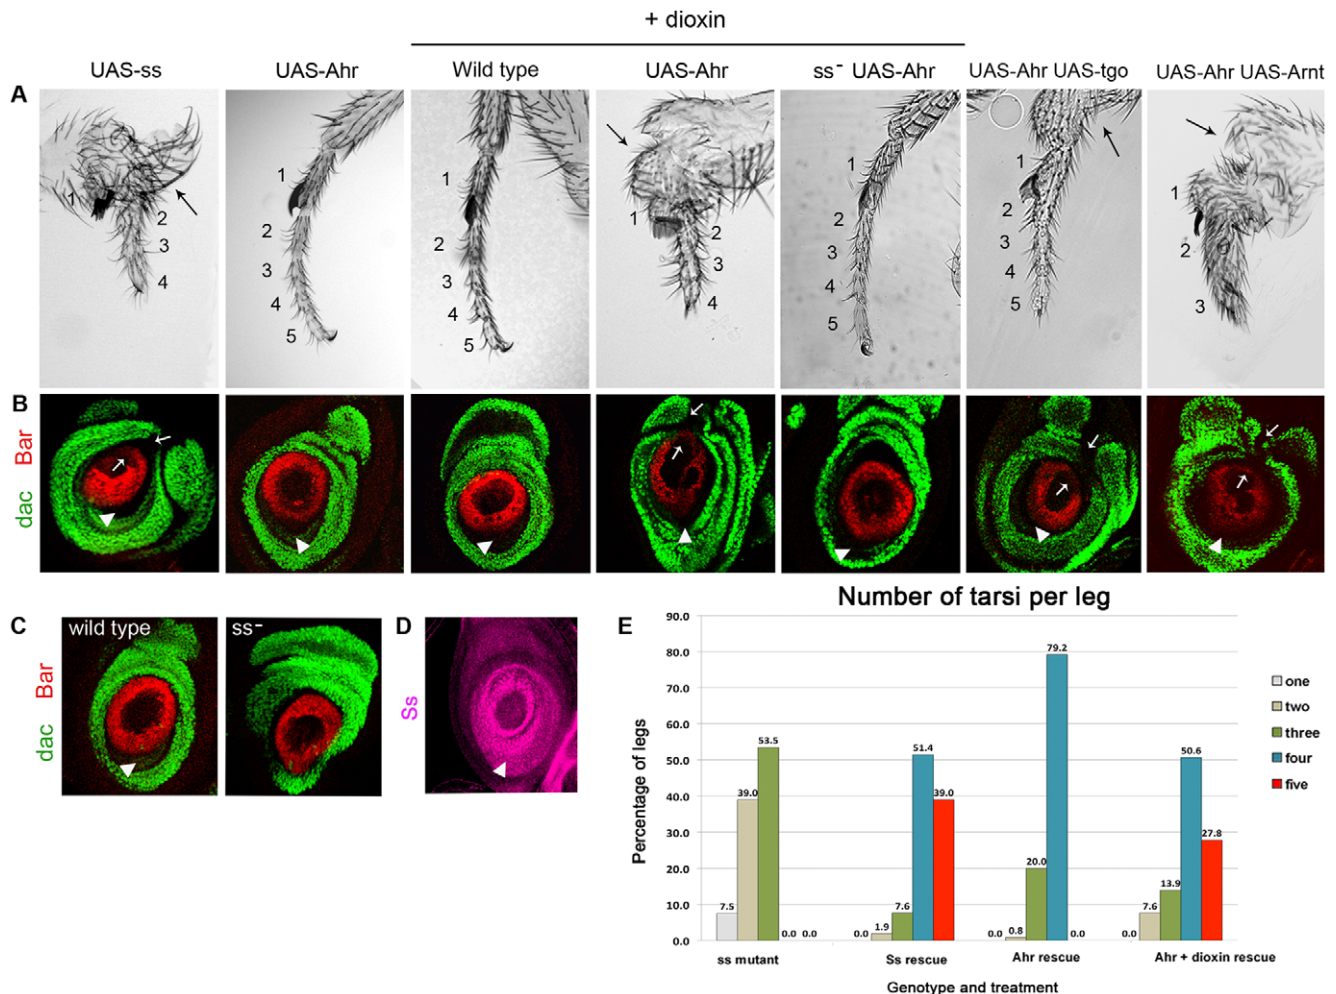 + dioxin
UAS-ss
UAS-Ahr
Wild type
UAS-Ahr
ss- UAS-Ahr
UAS-Ahr UAS-tgo
UAS-Ahr UAS-Arnt
A
1
2
3
4
1
2
3
4
5
1
2
3
4
5
1
2
3
4
1
2
3
4
5
1
2
3
4
5
1
2
3
B
dac Bar
C
dac Bar
wild type
ss-
D
Ss
E
Number of tarsi per leg
Percentage of legs
90.0
80.0
70.0
60.0
50.0
40.0
30.0
20.0
10.0
0.0
7.5
39.0
53.5
0.0
0.0
0.0
1.9
7.6
51.4
39.0
0.0
0.8
20.0
79.2
0.0
0.0
7.6
13.9
50.6
27.8
one
two
three
four
five
ss mutant
Ss rescue
Ahr rescue
Ahr + dioxin rescue
Genotype and treatment